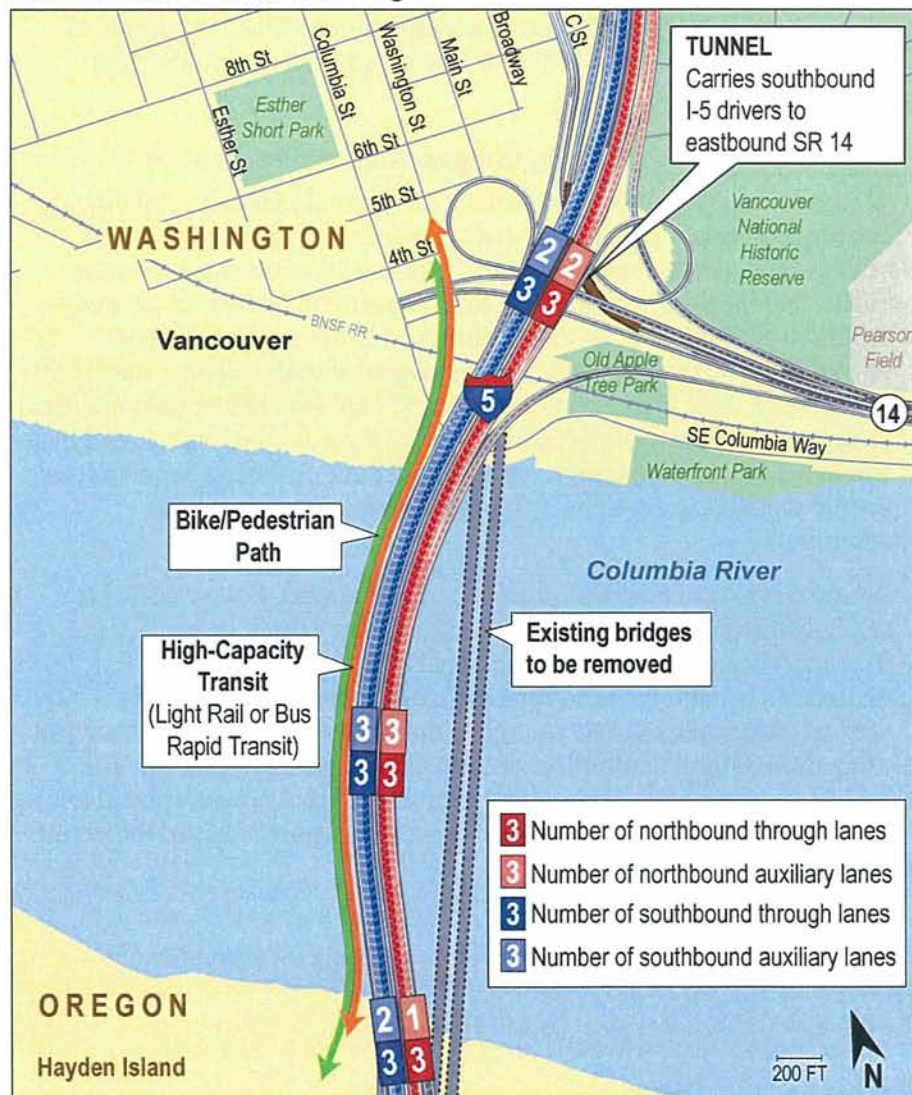 8th St
Columbia St
Washington St
Main St
Broadway
C St
TUNNEL
Carries southbound
I-5 drivers to
eastbound SR 14
Esther
Short Park
Esther St
6th St
5th St
WASHINGTON
4th St
Vancouver
National
Historic
Reserve
2
2
3
3
BNSF RR
Vancouver
Pearson
Field
Old Apple
Tree Park
5
14
SE Columbia Way
Waterfront Park
Bike/Pedestrian
Path
Columbia River
High-Capacity
Transit
(Light Rail or Bus
Rapid Transit)
Existing bridges
to be removed
3
3
3
3
3 Number of northbound through lanes
3 Number of northbound auxiliary lanes
3 Number of southbound through lanes
3 Number of southbound auxiliary lanes
OREGON
Hayden Island
2
1
3
3
200 FT
N